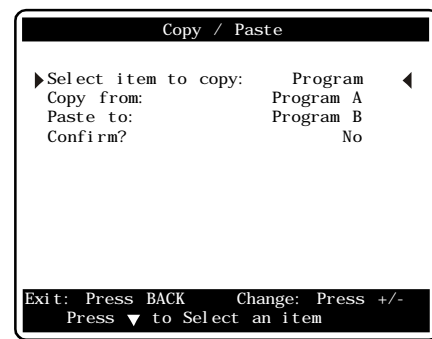 Copy / Paste
Select item to copy: Program
Copy from: Program A
Paste to: Program B
Confirm? No
Exit: Press BACK Change: Press +/-
Press ▼ to Select an item